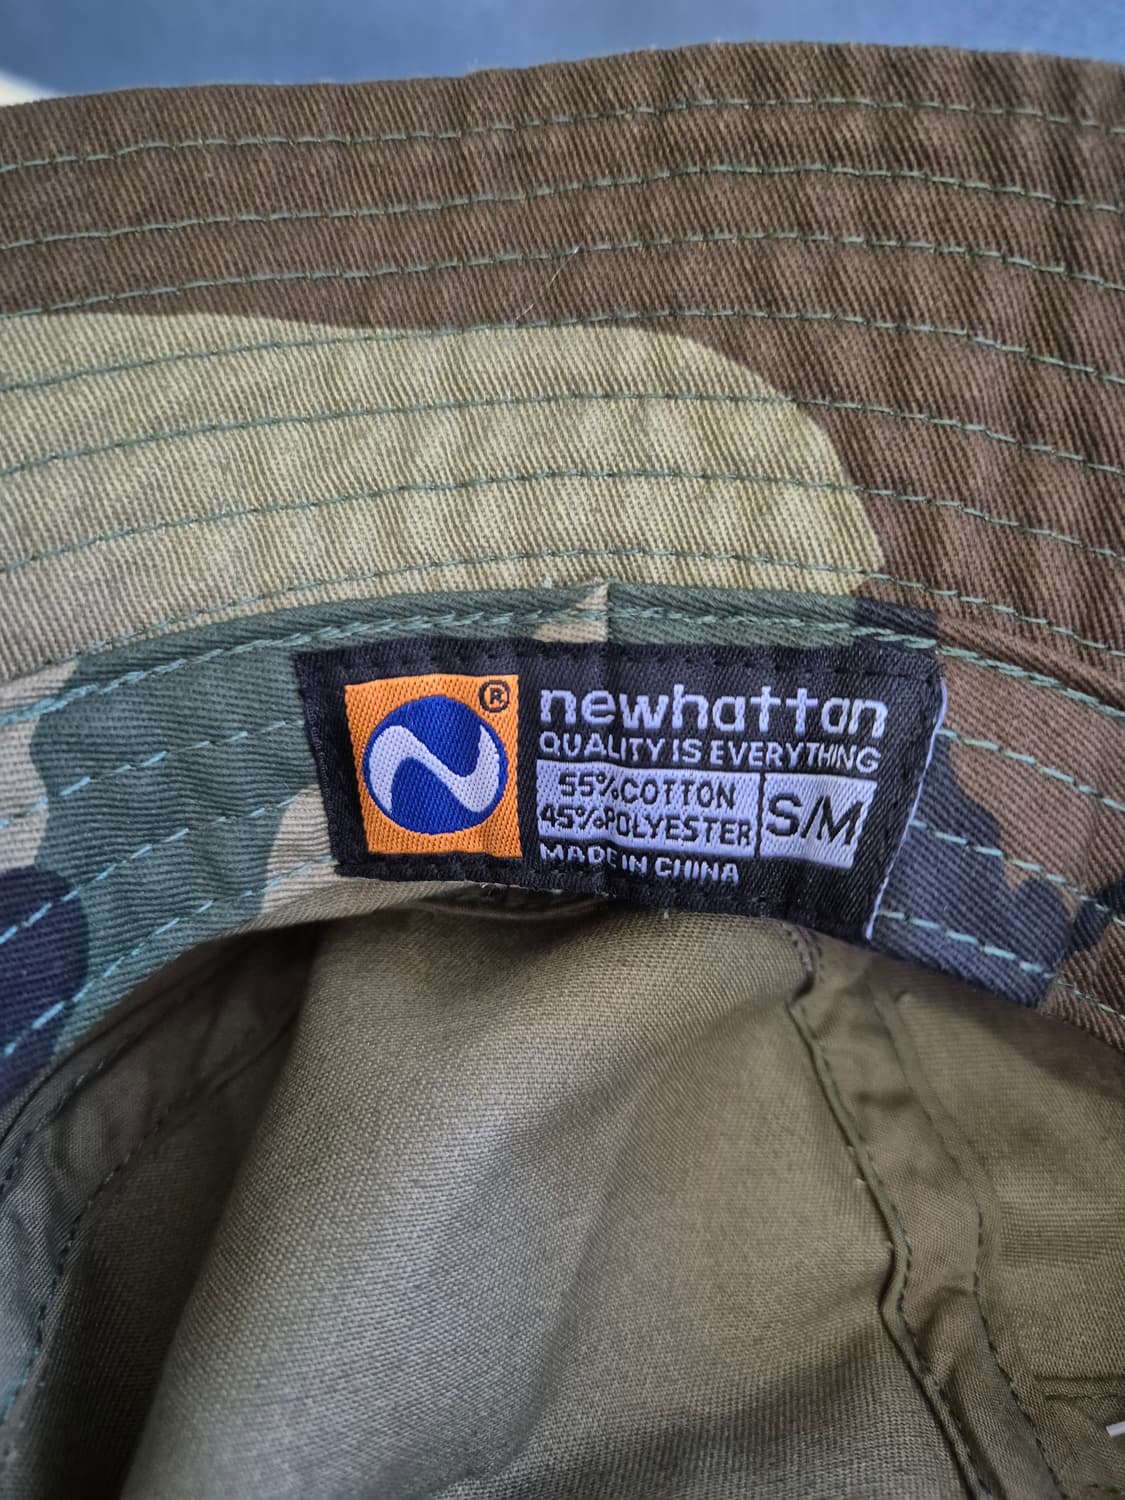 ®
newhattan
QUALITY IS EVERYTHING
55%COTTON
45%POLYESTER
S/M
MADE IN CHINA